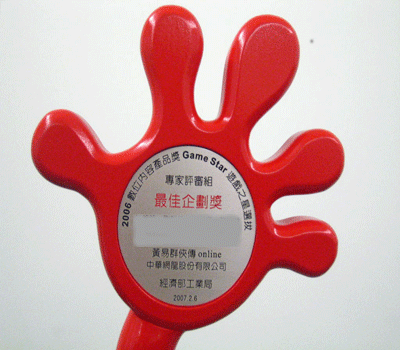 2006 數位內容產品獎 Game Star 遊戲之星選拔
專家評審組
最佳企劃獎
黃易群俠傳 online
中華網龍股份有限公司
經濟部工業局
2007.2.6